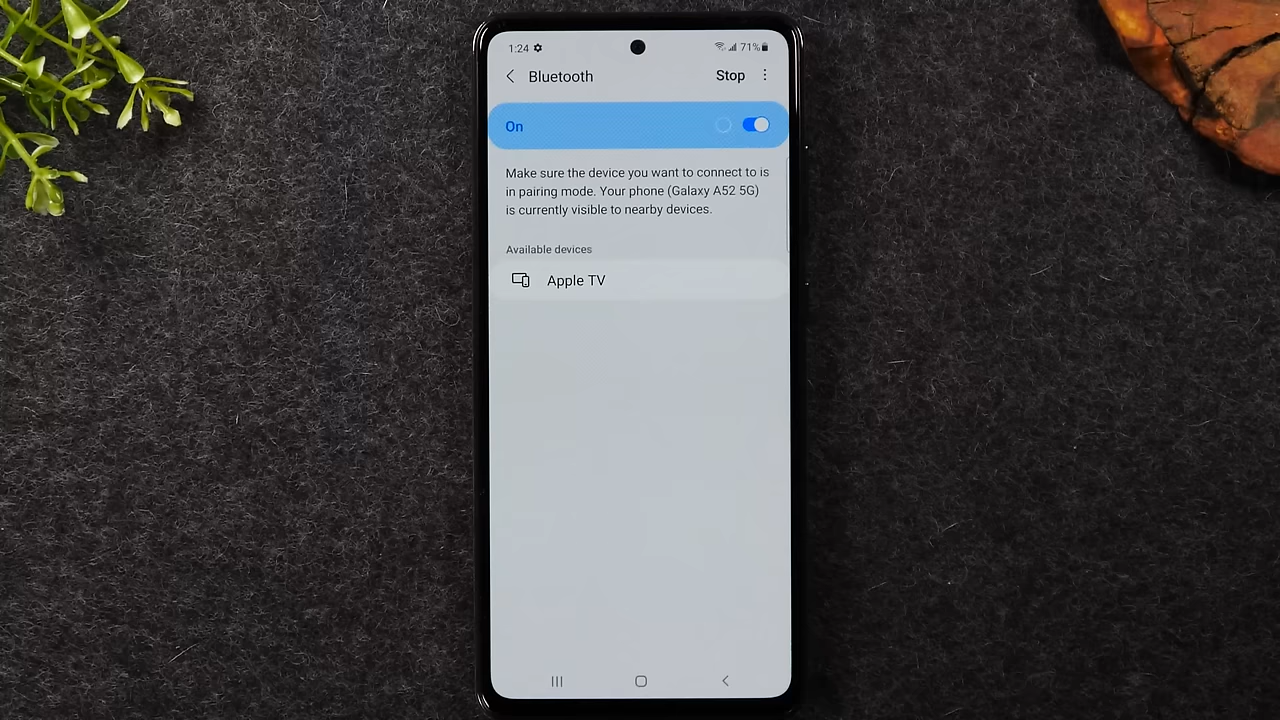 1:24 71%
Bluetooth Stop
On
Make sure the device you want to connect to is
in pairing mode. Your phone (Galaxy A52 5G)
is currently visible to nearby devices.
Available devices
Apple TV